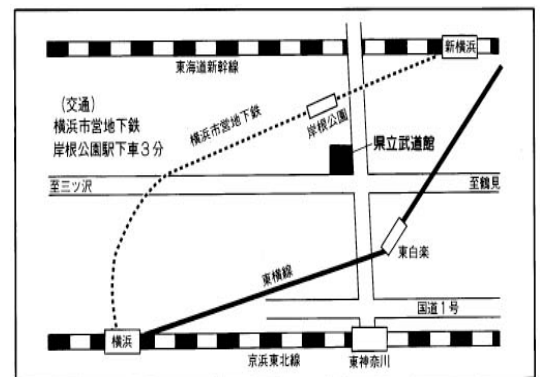 新横浜
東海道新幹線
(交通)
横浜市営地下鉄
岸根公園駅下車3分
横浜市営地下鉄
岸根公園
県立武道館
至三ツ沢
至鶴見
東白楽
東横線
国道1号
横浜
京浜東北線
東神奈川